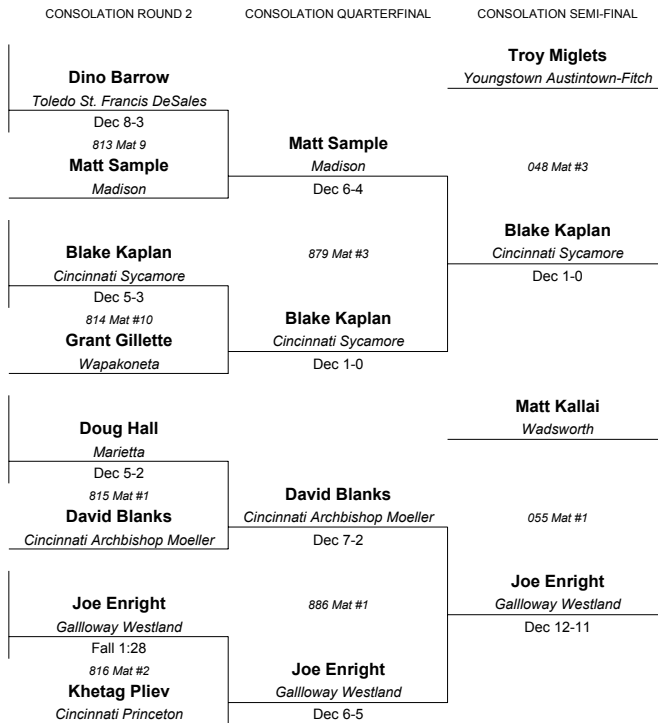 CONSOLATION ROUND 2
CONSOLATION QUARTERFINAL
CONSOLATION SEMI-FINAL
Dino Barrow
Toledo St. Francis DeSales
Dec 8-3
813 Mat 9
Matt Sample
Madison
Blake Kaplan
Cincinnati Sycamore
Dec 5-3
814 Mat #10
Grant Gillette
Wapakoneta
Doug Hall
Marietta
Dec 5-2
815 Mat #1
David Blanks
Cincinnati Archbishop Moeller
Joe Enright
Gallloway Westland
Fall 1:28
816 Mat #2
Khetag Pliev
Cincinnati Princeton
Matt Sample
Madison
Dec 6-4
879 Mat #3
Blake Kaplan
Cincinnati Sycamore
Dec 1-0
David Blanks
Cincinnati Archbishop Moeller
Dec 7-2
886 Mat #1
Joe Enright
Gallloway Westland
Dec 6-5
Troy Miglets
Youngstown Austintown-Fitch
048 Mat #3
Blake Kaplan
Cincinnati Sycamore
Dec 1-0
Matt Kallai
Wadsworth
055 Mat #1
Joe Enright
Gallloway Westland
Dec 12-11